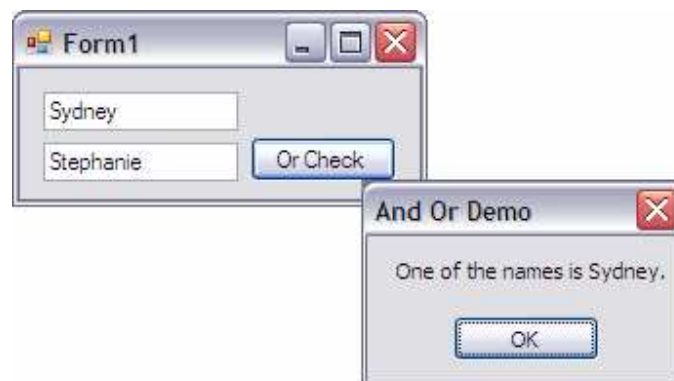 Form1
Sydney
Stephanie
Or Check
And Or Demo
One of the names is Sydney.
OK